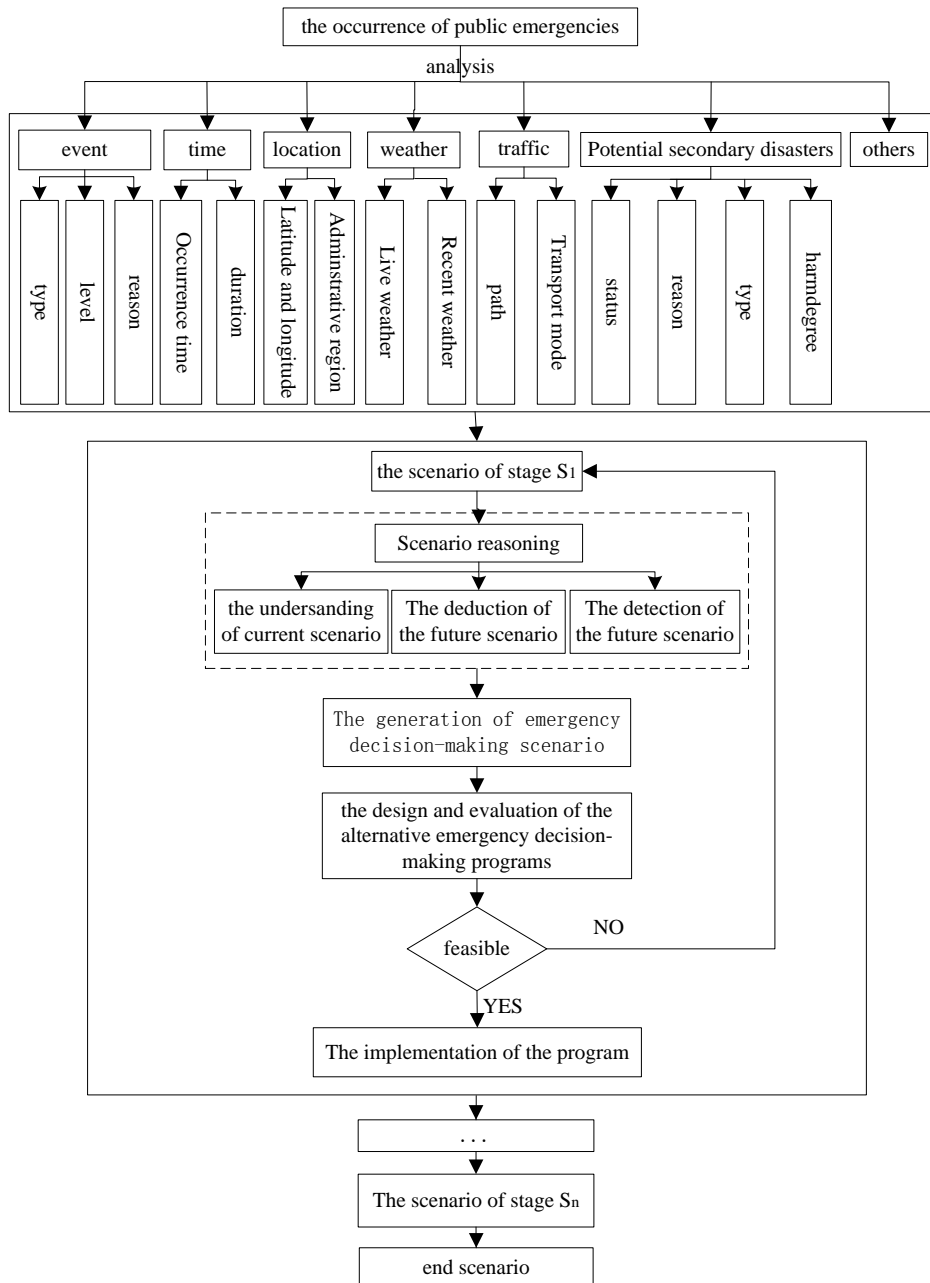 the occurrence of public emergencies
analysis
event
time
location
weather
traffic
Potential secondary disasters
others
type
level
reason
Occurrence time
duration
Latitude and longitude
Adminstrative region
Live weather
Recent weather
path
Transport mode
status
reason
type
harmdegree
the scenario of stage S1
Scenario reasoning
the undersanding
of current scenario
The deduction of
the future scenario
The detection of
the future scenario
The generation of emergency
decision-making scenario
the design and evaluation of the
alternative emergency decision-
making programs
feasible
NO
YES
The implementation of the program
. . .
The scenario of stage Sn
end scenario